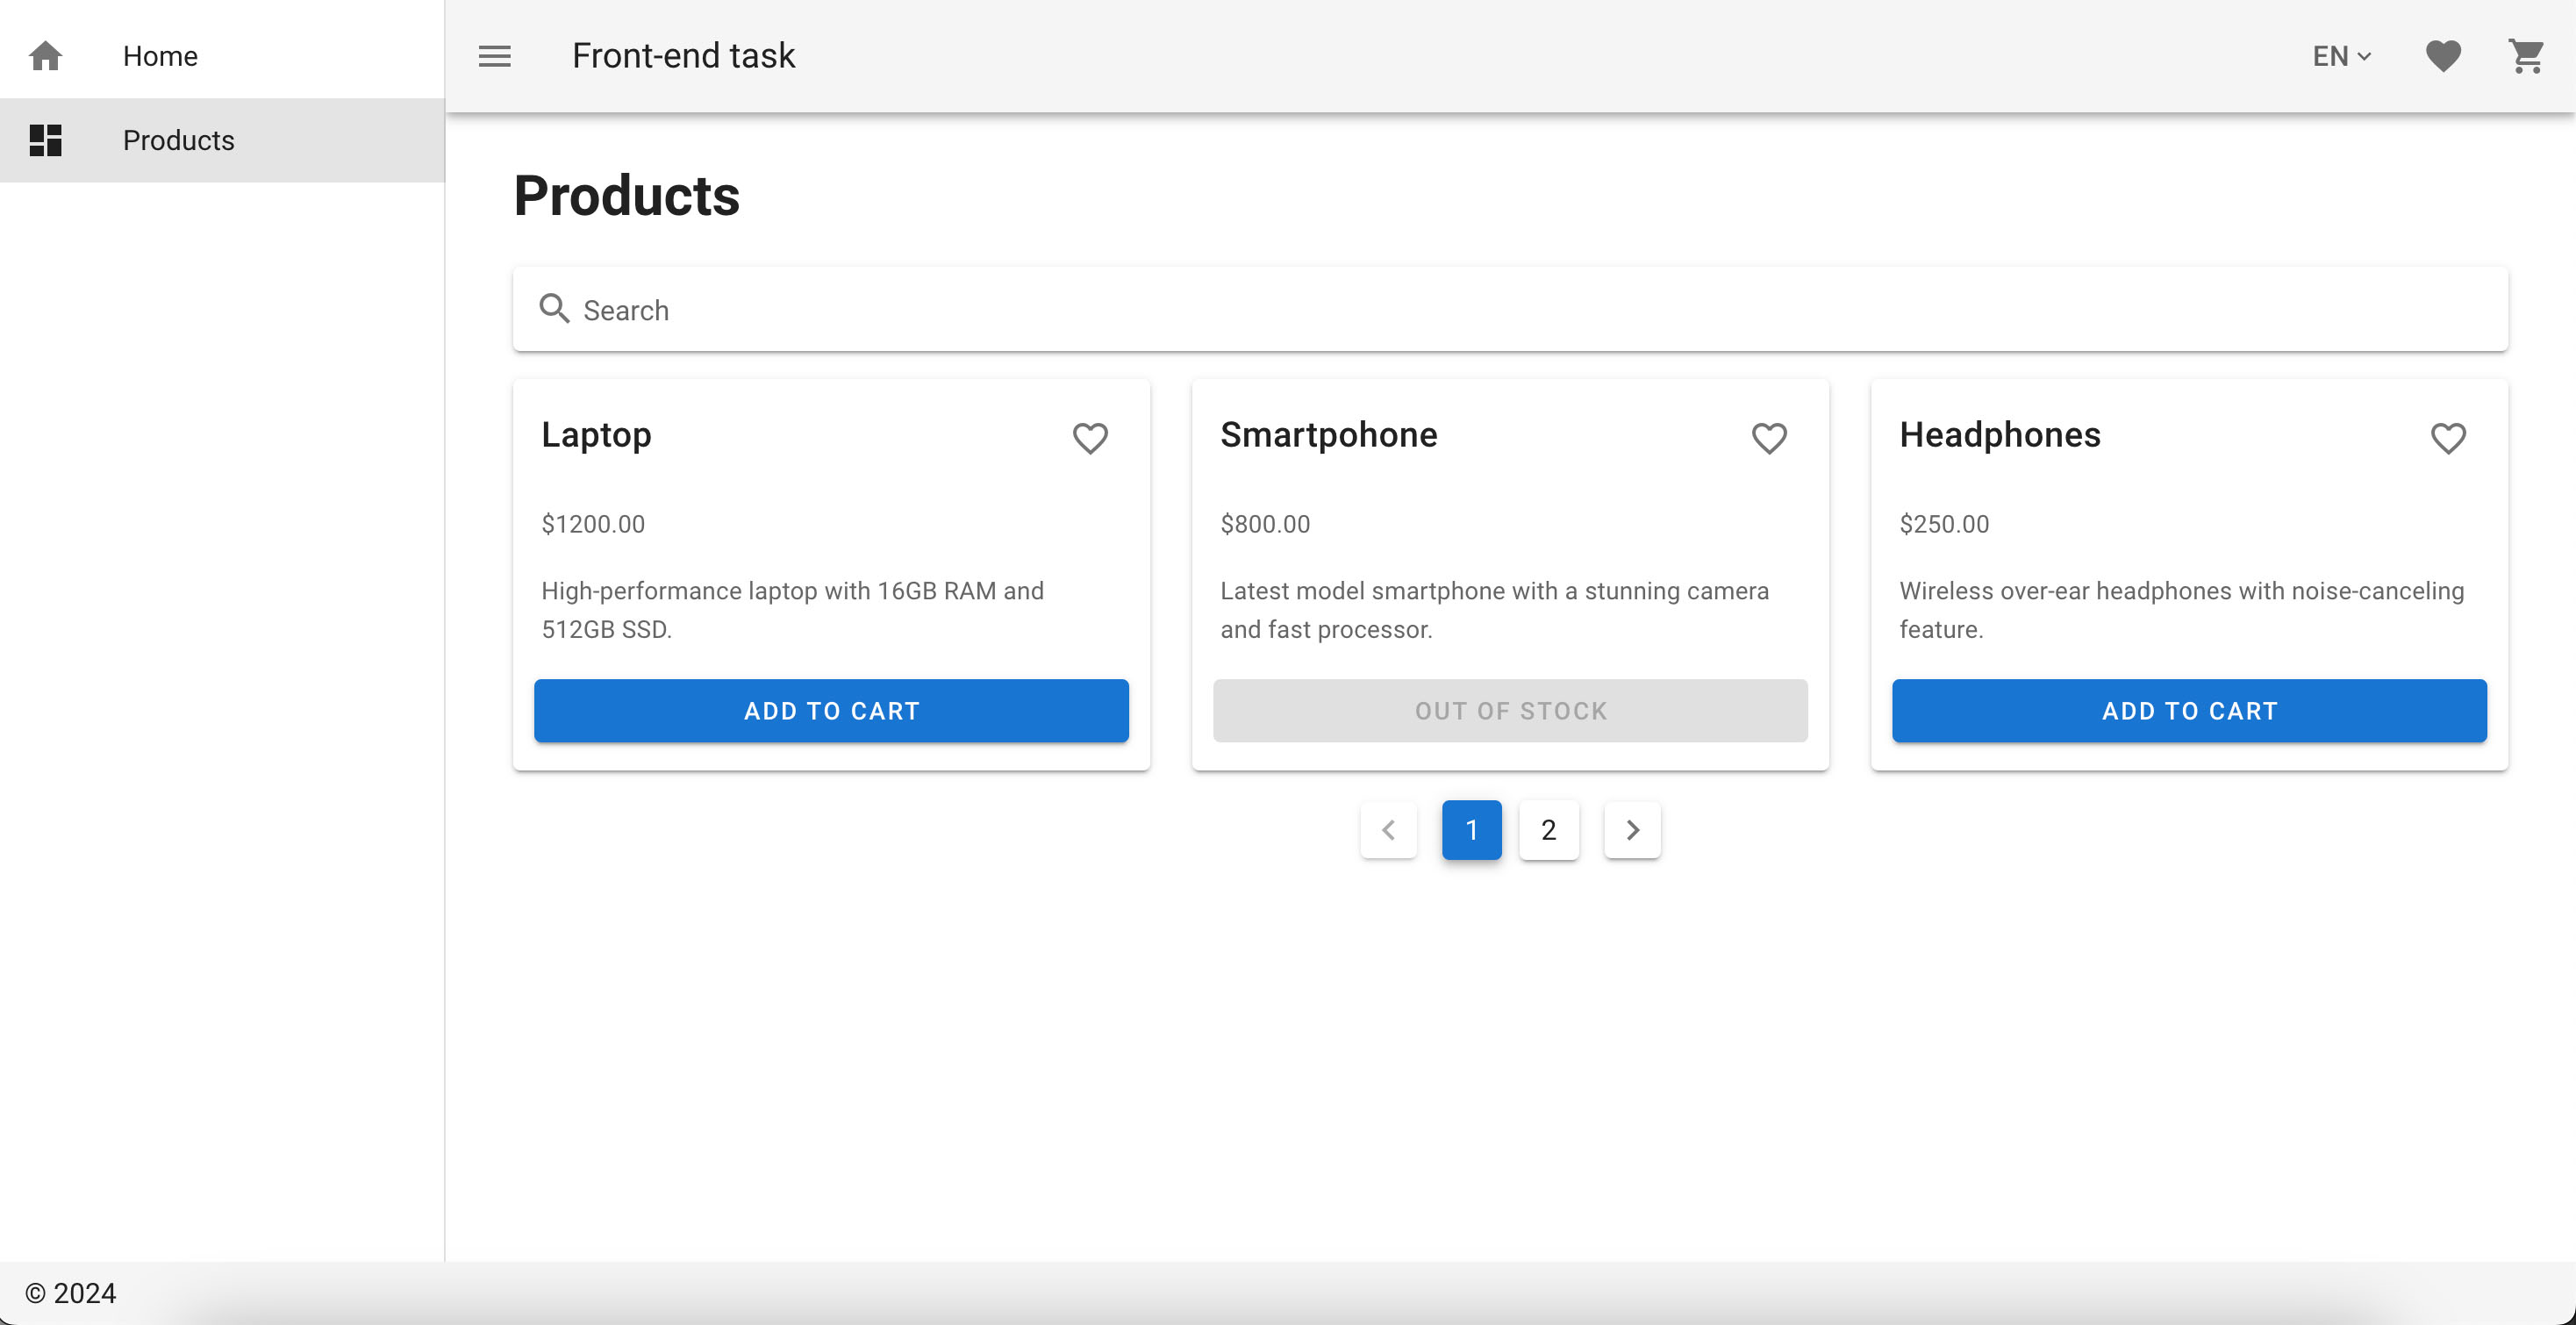 Home
Products
Front-end task
EN
Products
Search
Laptop
$1200.00
High-performance laptop with 16GB RAM and
512GB SSD.
ADD TO CART
Smartpohone
$800.00
Latest model smartphone with a stunning camera
and fast processor.
OUT OF STOCK
Headphones
$250.00
Wireless over-ear headphones with noise-canceling
feature.
ADD TO CART
1
2
© 2024